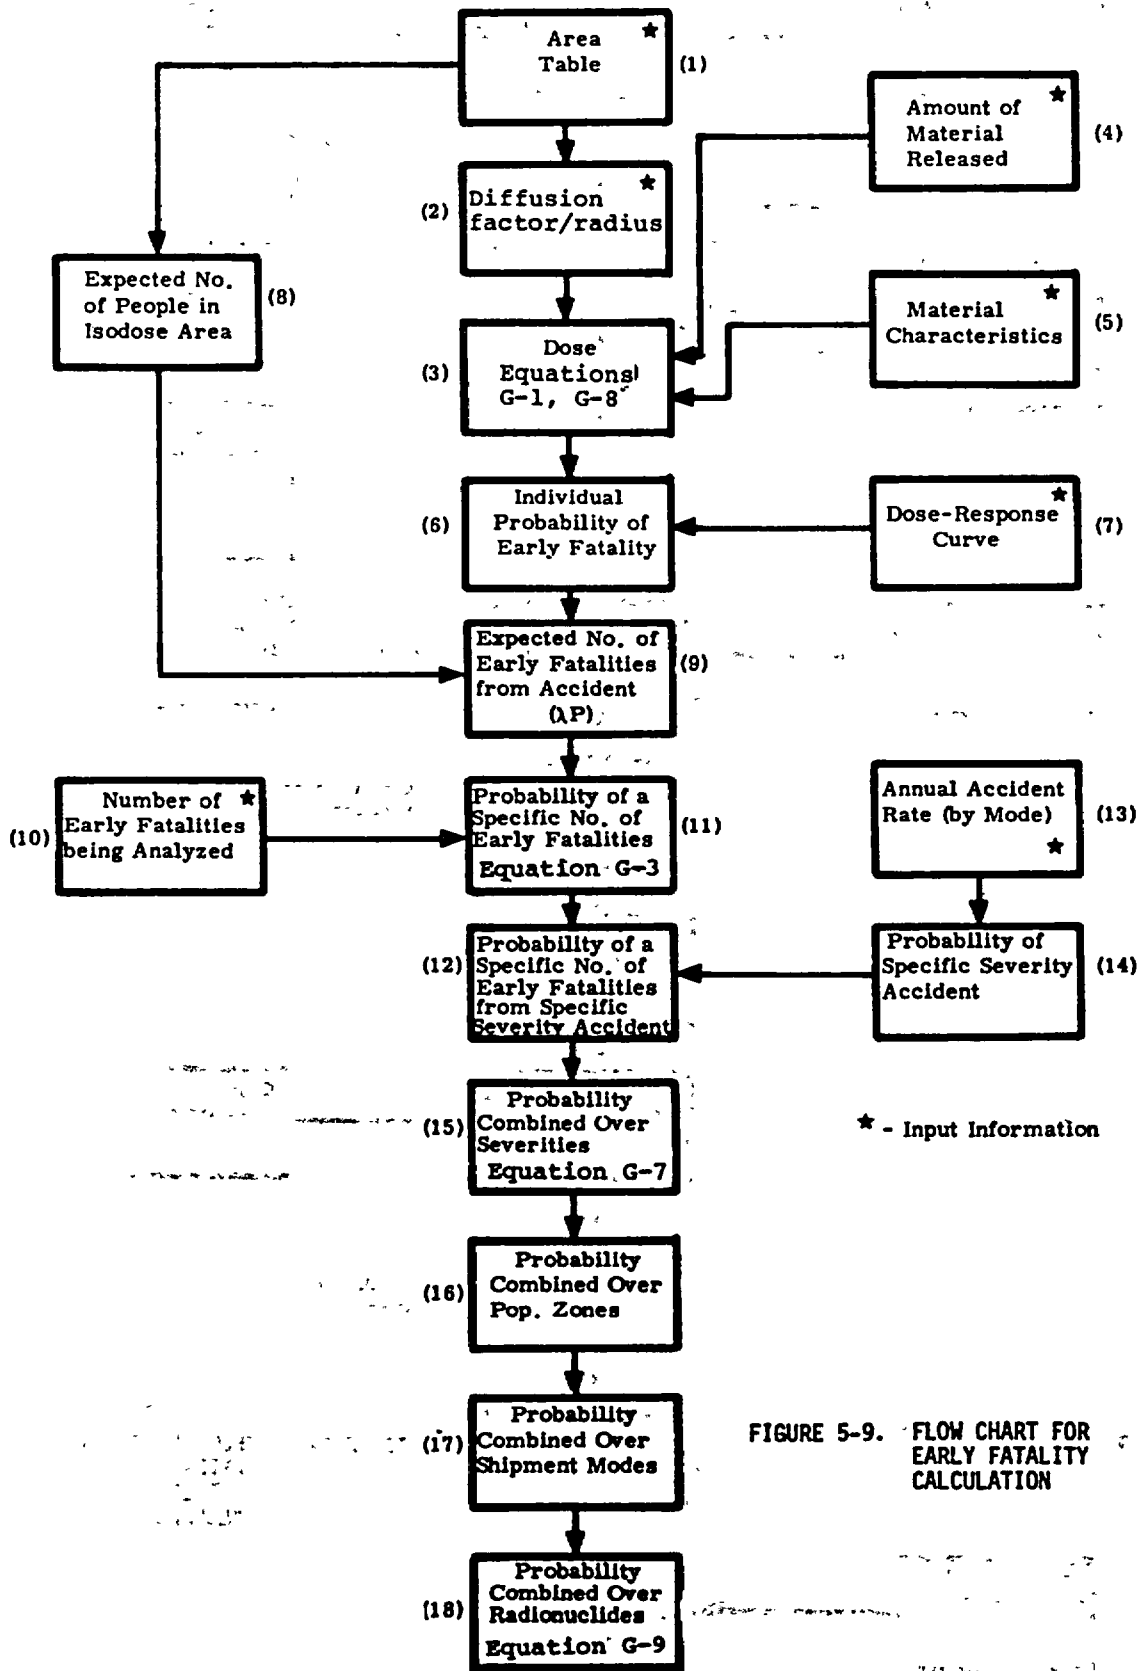 Area ★
Table
(1)
Amount of ★
Material
Released
(4)
(2)
Diffusion ★
factor/radius
Expected No.
of People in
Isodose Area
(8)
Material ★
Characteristics
(5)
(3)
Dose
Equations
G-1, G-8
(6)
Individual
Probability of
Early Fatality
Dose-Response ★
Curve
(7)
Expected No. of
Early Fatalities
from Accident
(λP)
(9)
(10)
Number of ★
Early Fatalities
being Analyzed
Probability of a
Specific No. of
Early Fatalities
Equation G-3
(11)
Annual Accident
Rate (by Mode)
★
(13)
(12)
Probability of a
Specific No. of
Early Fatalities
from Specific
Severity Accident
Probability of
Specific Severity
Accident
(14)
(15)
Probability
Combined Over
Severities
Equation G-7
★ - Input Information
(16)
Probability
Combined Over
Pop. Zones
(17)
Probability
Combined Over
Shipment Modes
FIGURE 5-9. FLOW CHART FOR
EARLY FATALITY
CALCULATION
(18)
Probability
Combined Over
Radionuclides
Equation G-9